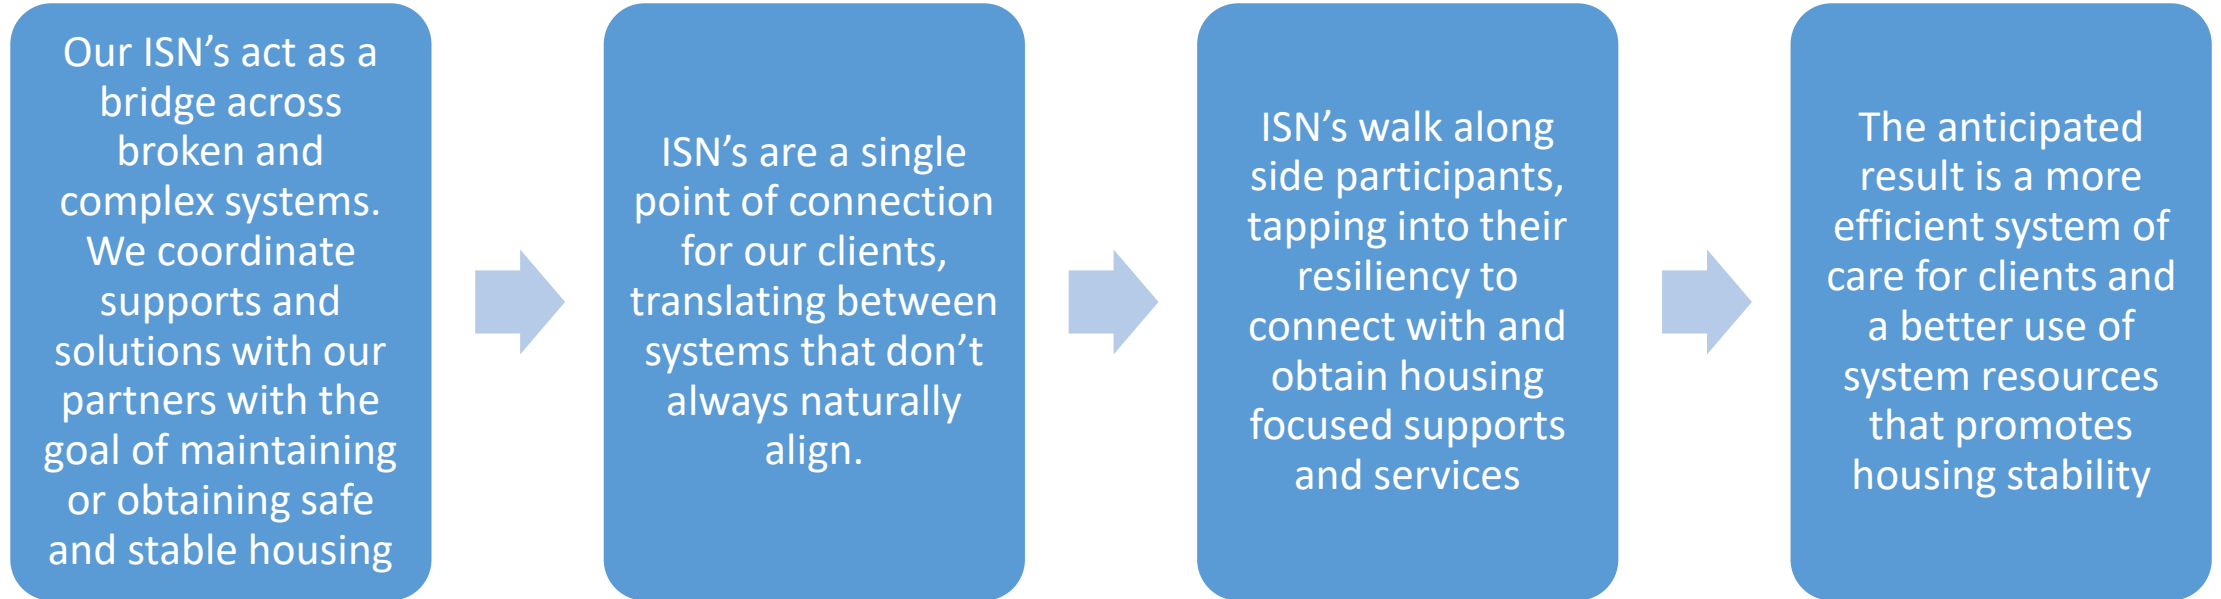 Our ISN’s act as a
bridge across
broken and
complex systems.
We coordinate
supports and
solutions with our
partners with the
goal of maintaining
or obtaining safe
and stable housing
ISN’s are a single
point of connection
for our clients,
translating between
systems that don’t
always naturally
align.
ISN’s walk along
side participants,
tapping into their
resiliency to
connect with and
obtain housing
focused supports
and services
The anticipated
result is a more
efficient system of
care for clients and
a better use of
system resources
that promotes
housing stability